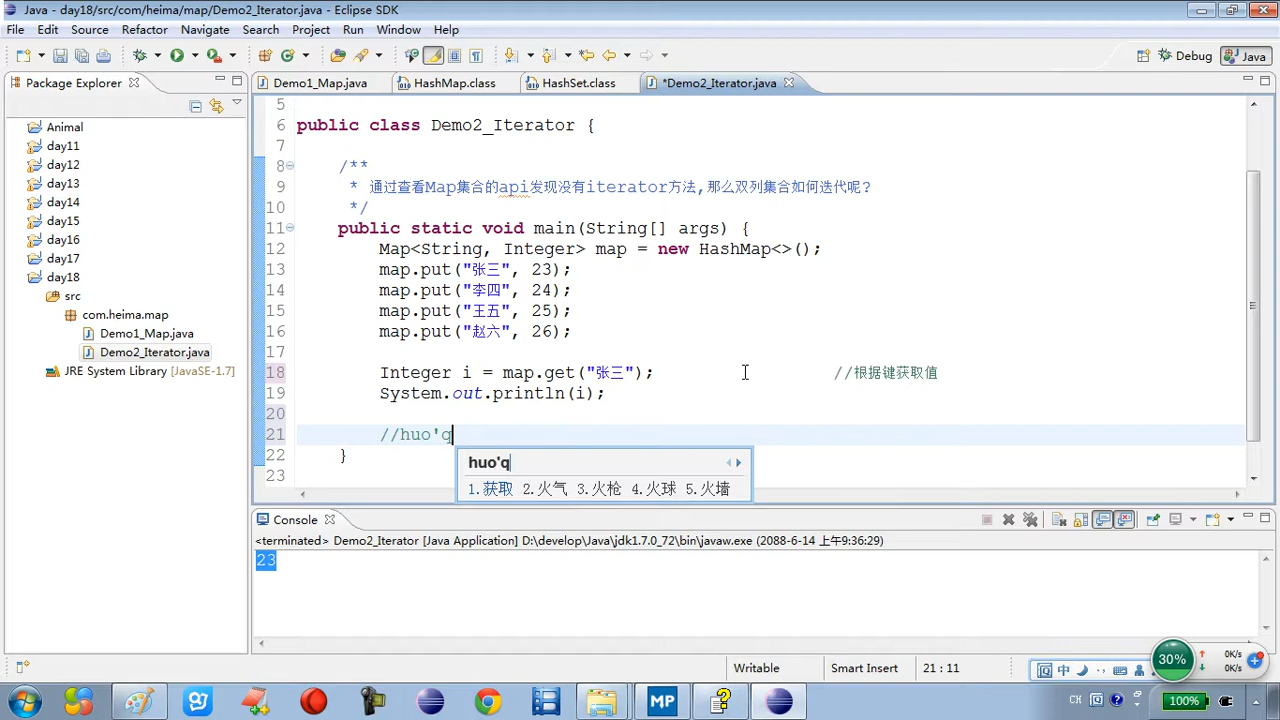 Java - day18/src/com/heima/map/Demo2_Iterator.java - Eclipse SDK
File Edit Source Refactor Navigate Search Project Run Window Help
Debug Java
Package Explorer
Demo1_Map.java HashMap.class HashSet.class *Demo2_Iterator.java
Animal
day11
day12
day13
day14
day15
day16
day17
day18
src
com.heima.map
Demo1_Map.java
Demo2_Iterator.java
JRE System Library [JavaSE-1.7]
5
6 public class Demo2_Iterator {
7
8 /**
9 * 通过查看Map集合的api发现没有iterator方法,那么双列集合如何迭代呢?
10 */
11 public static void main(String[] args) {
12 Map<String, Integer> map = new HashMap<>();
13 map.put("张三", 23);
14 map.put("李四", 24);
15 map.put("王五", 25);
16 map.put("赵六", 26);
17
18 Integer i = map.get("张三"); //根据键获取值
19 System.out.println(i);
20
21 //huo'q
22 }
23
huo'q
1.获取 2.火气 3.火枪 4.火球 5.火墙
Console
<terminated> Demo2_Iterator [Java Application] D:\develop\Java\jdk1.7.0_72\bin\javaw.exe (2088-6-14 上午9:36:29)
23
Writable Smart Insert 21 : 11
中
30% 0K/s
0K/s
MP
CH
100%